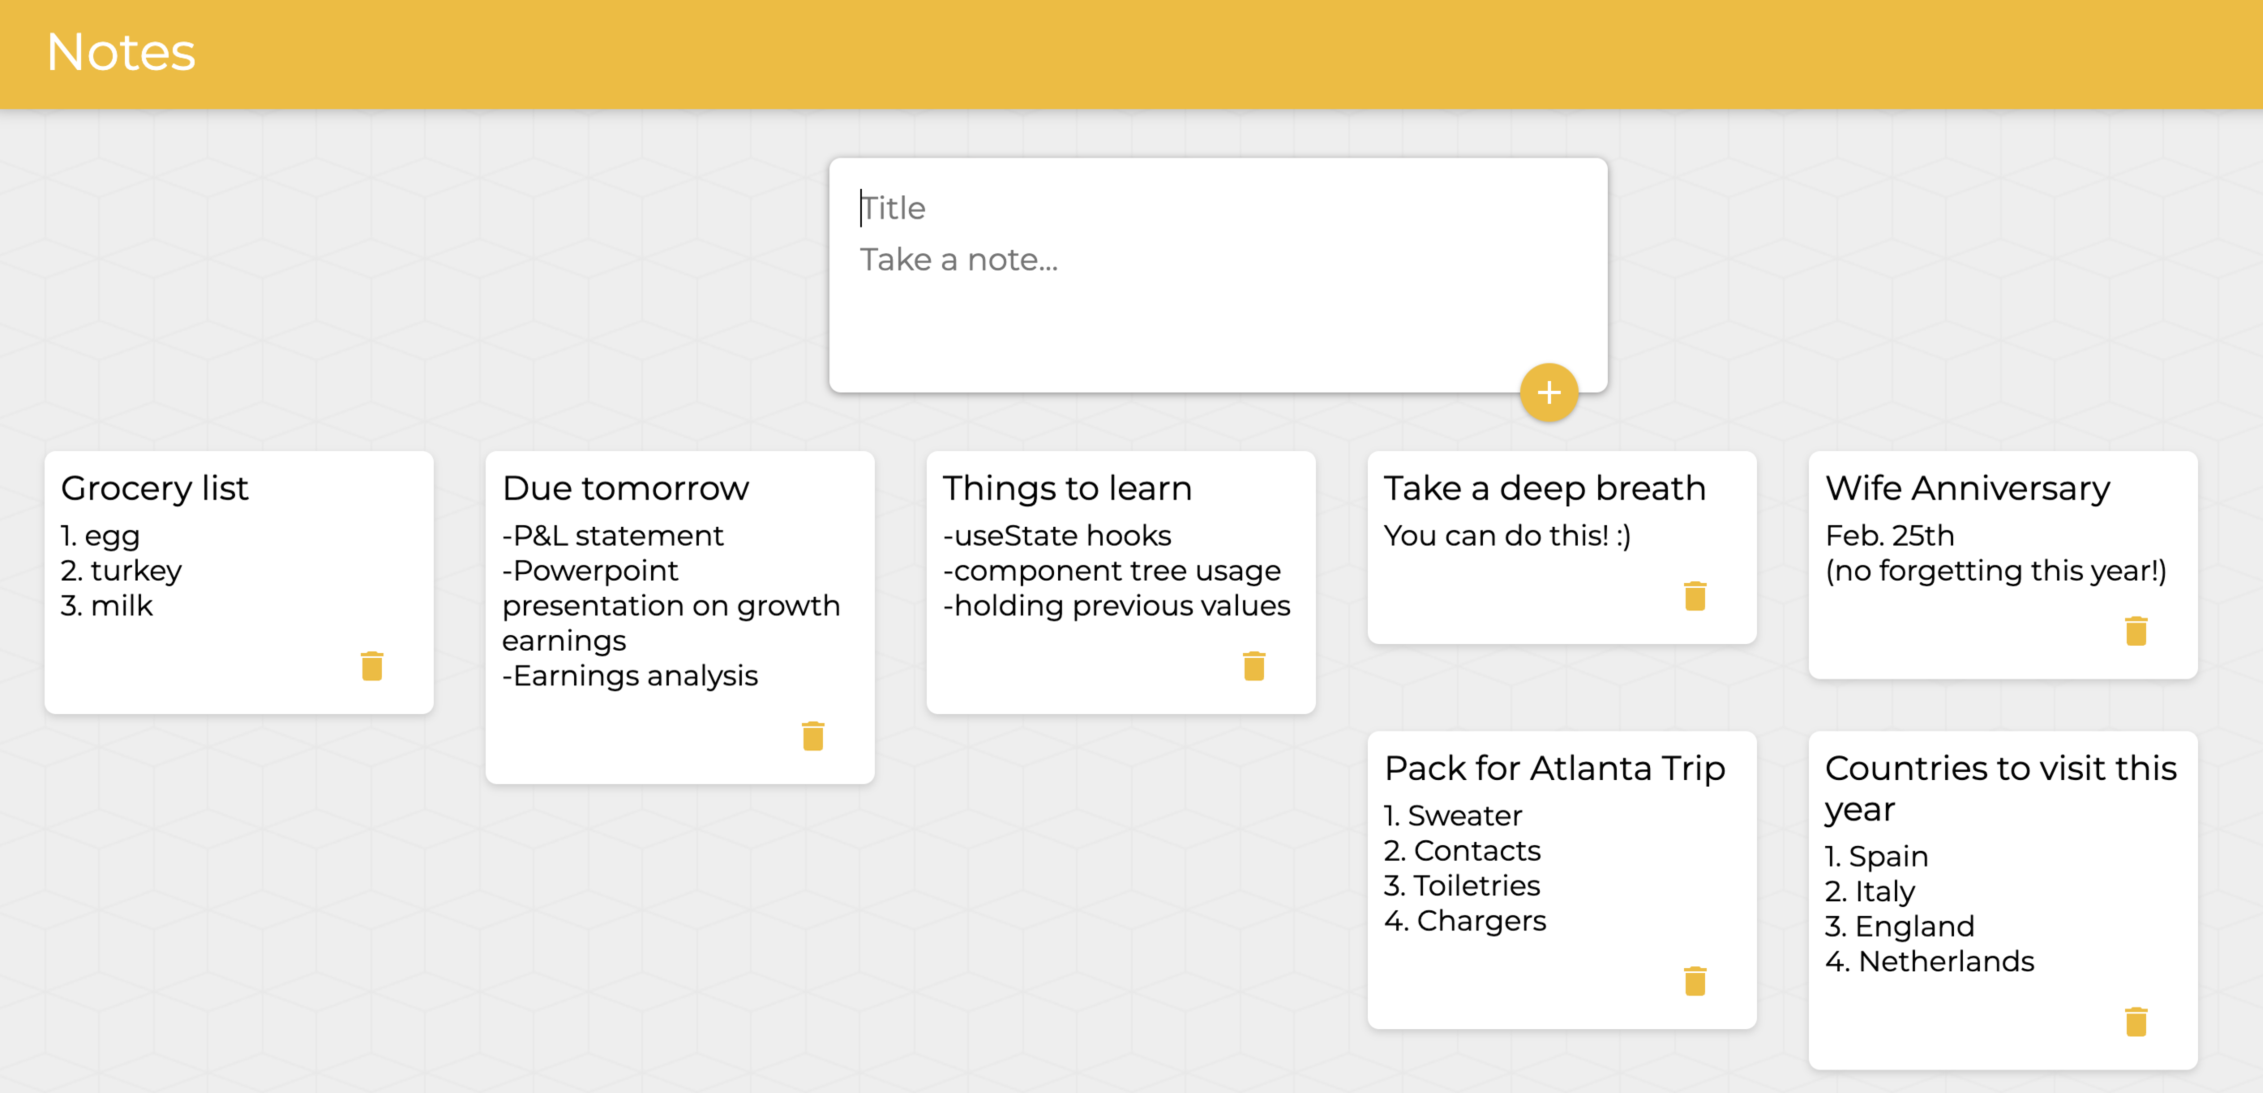 Notes
Title
Take a note...
Grocery list
1. egg
2. turkey
3. milk
Due tomorrow
-P&L statement
-Powerpoint
presentation on growth
earnings
-Earnings analysis
Things to learn
-useState hooks
-component tree usage
-holding previous values
Take a deep breath
You can do this! :)
Wife Anniversary
Feb. 25th
(no forgetting this year!)
Pack for Atlanta Trip
1. Sweater
2. Contacts
3. Toiletries
4. Chargers
Countries to visit this
year
1. Spain
2. Italy
3. England
4. Netherlands